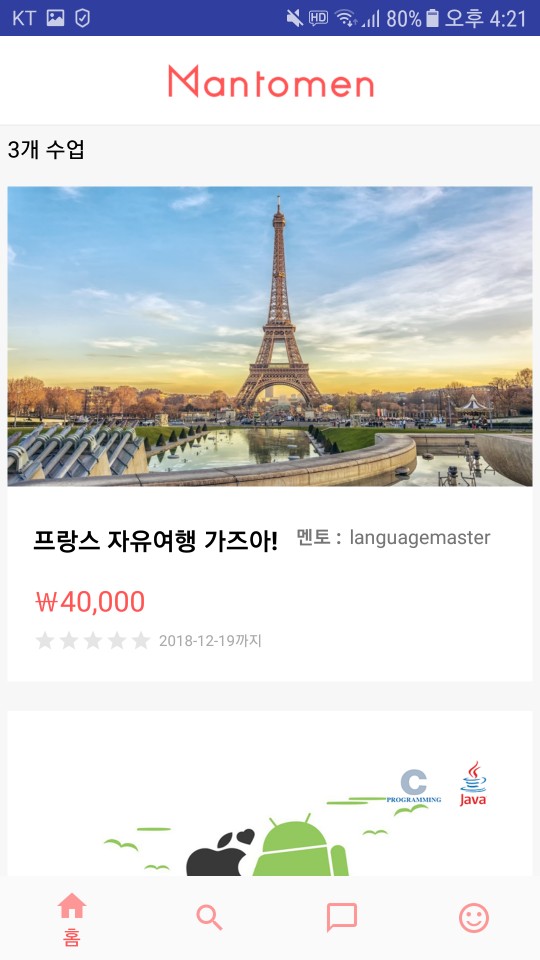 KT HD 80% 오후 4:21
Mantomen
3개 수업
프랑스 자유여행 가즈아! 멘토 : languagemaster
₩40,000
2018-12-19까지
C
PROGRAMMING
Java
홈